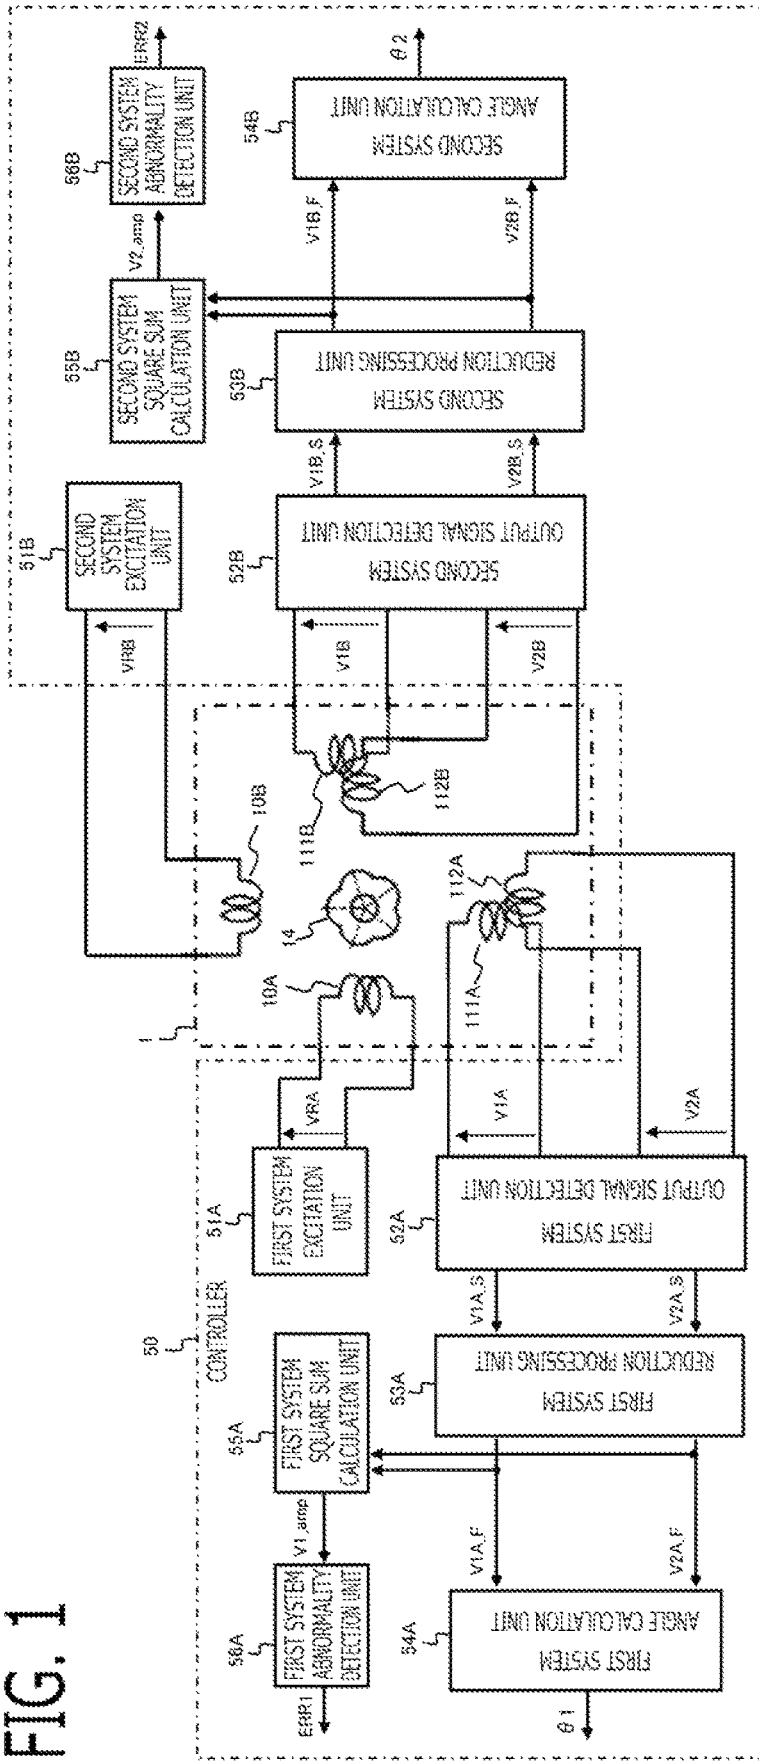 FIG. 1
50
CONTROLLER
1
56A
FIRST SYSTEM
ABNORMALITY
DETECTION UNIT
ERR1
V1_amp
55A
FIRST SYSTEM
SQUARE SUM
CALCULATION UNIT
51A
FIRST SYSTEM
EXCITATION
UNIT
VRA
10A
14
10B
VRB
51B
SECOND
SYSTEM
EXCITATION
UNIT
55B
SECOND SYSTEM
SQUARE SUM
CALCULATION UNIT
V2_amp
56B
SECOND SYSTEM
ABNORMALITY
DETECTION UNIT
ERR2
54A
FIRST SYSTEM
ANGLE CALCULATION
UNIT
θ1
V1A_F
V2A_F
53A
FIRST SYSTEM
REDUCTION PROCESSING
UNIT
V1A_S
V2A_S
52A
FIRST SYSTEM
OUTPUT SIGNAL DETECTION
UNIT
V1A
V2A
111A
112A
111B
112B
V1B
V2B
52B
SECOND SYSTEM
OUTPUT SIGNAL DETECTION UNIT
V1B_S
V2B_S
53B
SECOND SYSTEM
REDUCTION PROCESSING UNIT
V1B_F
V2B_F
54B
SECOND SYSTEM
ANGLE CALCULATION UNIT
θ2